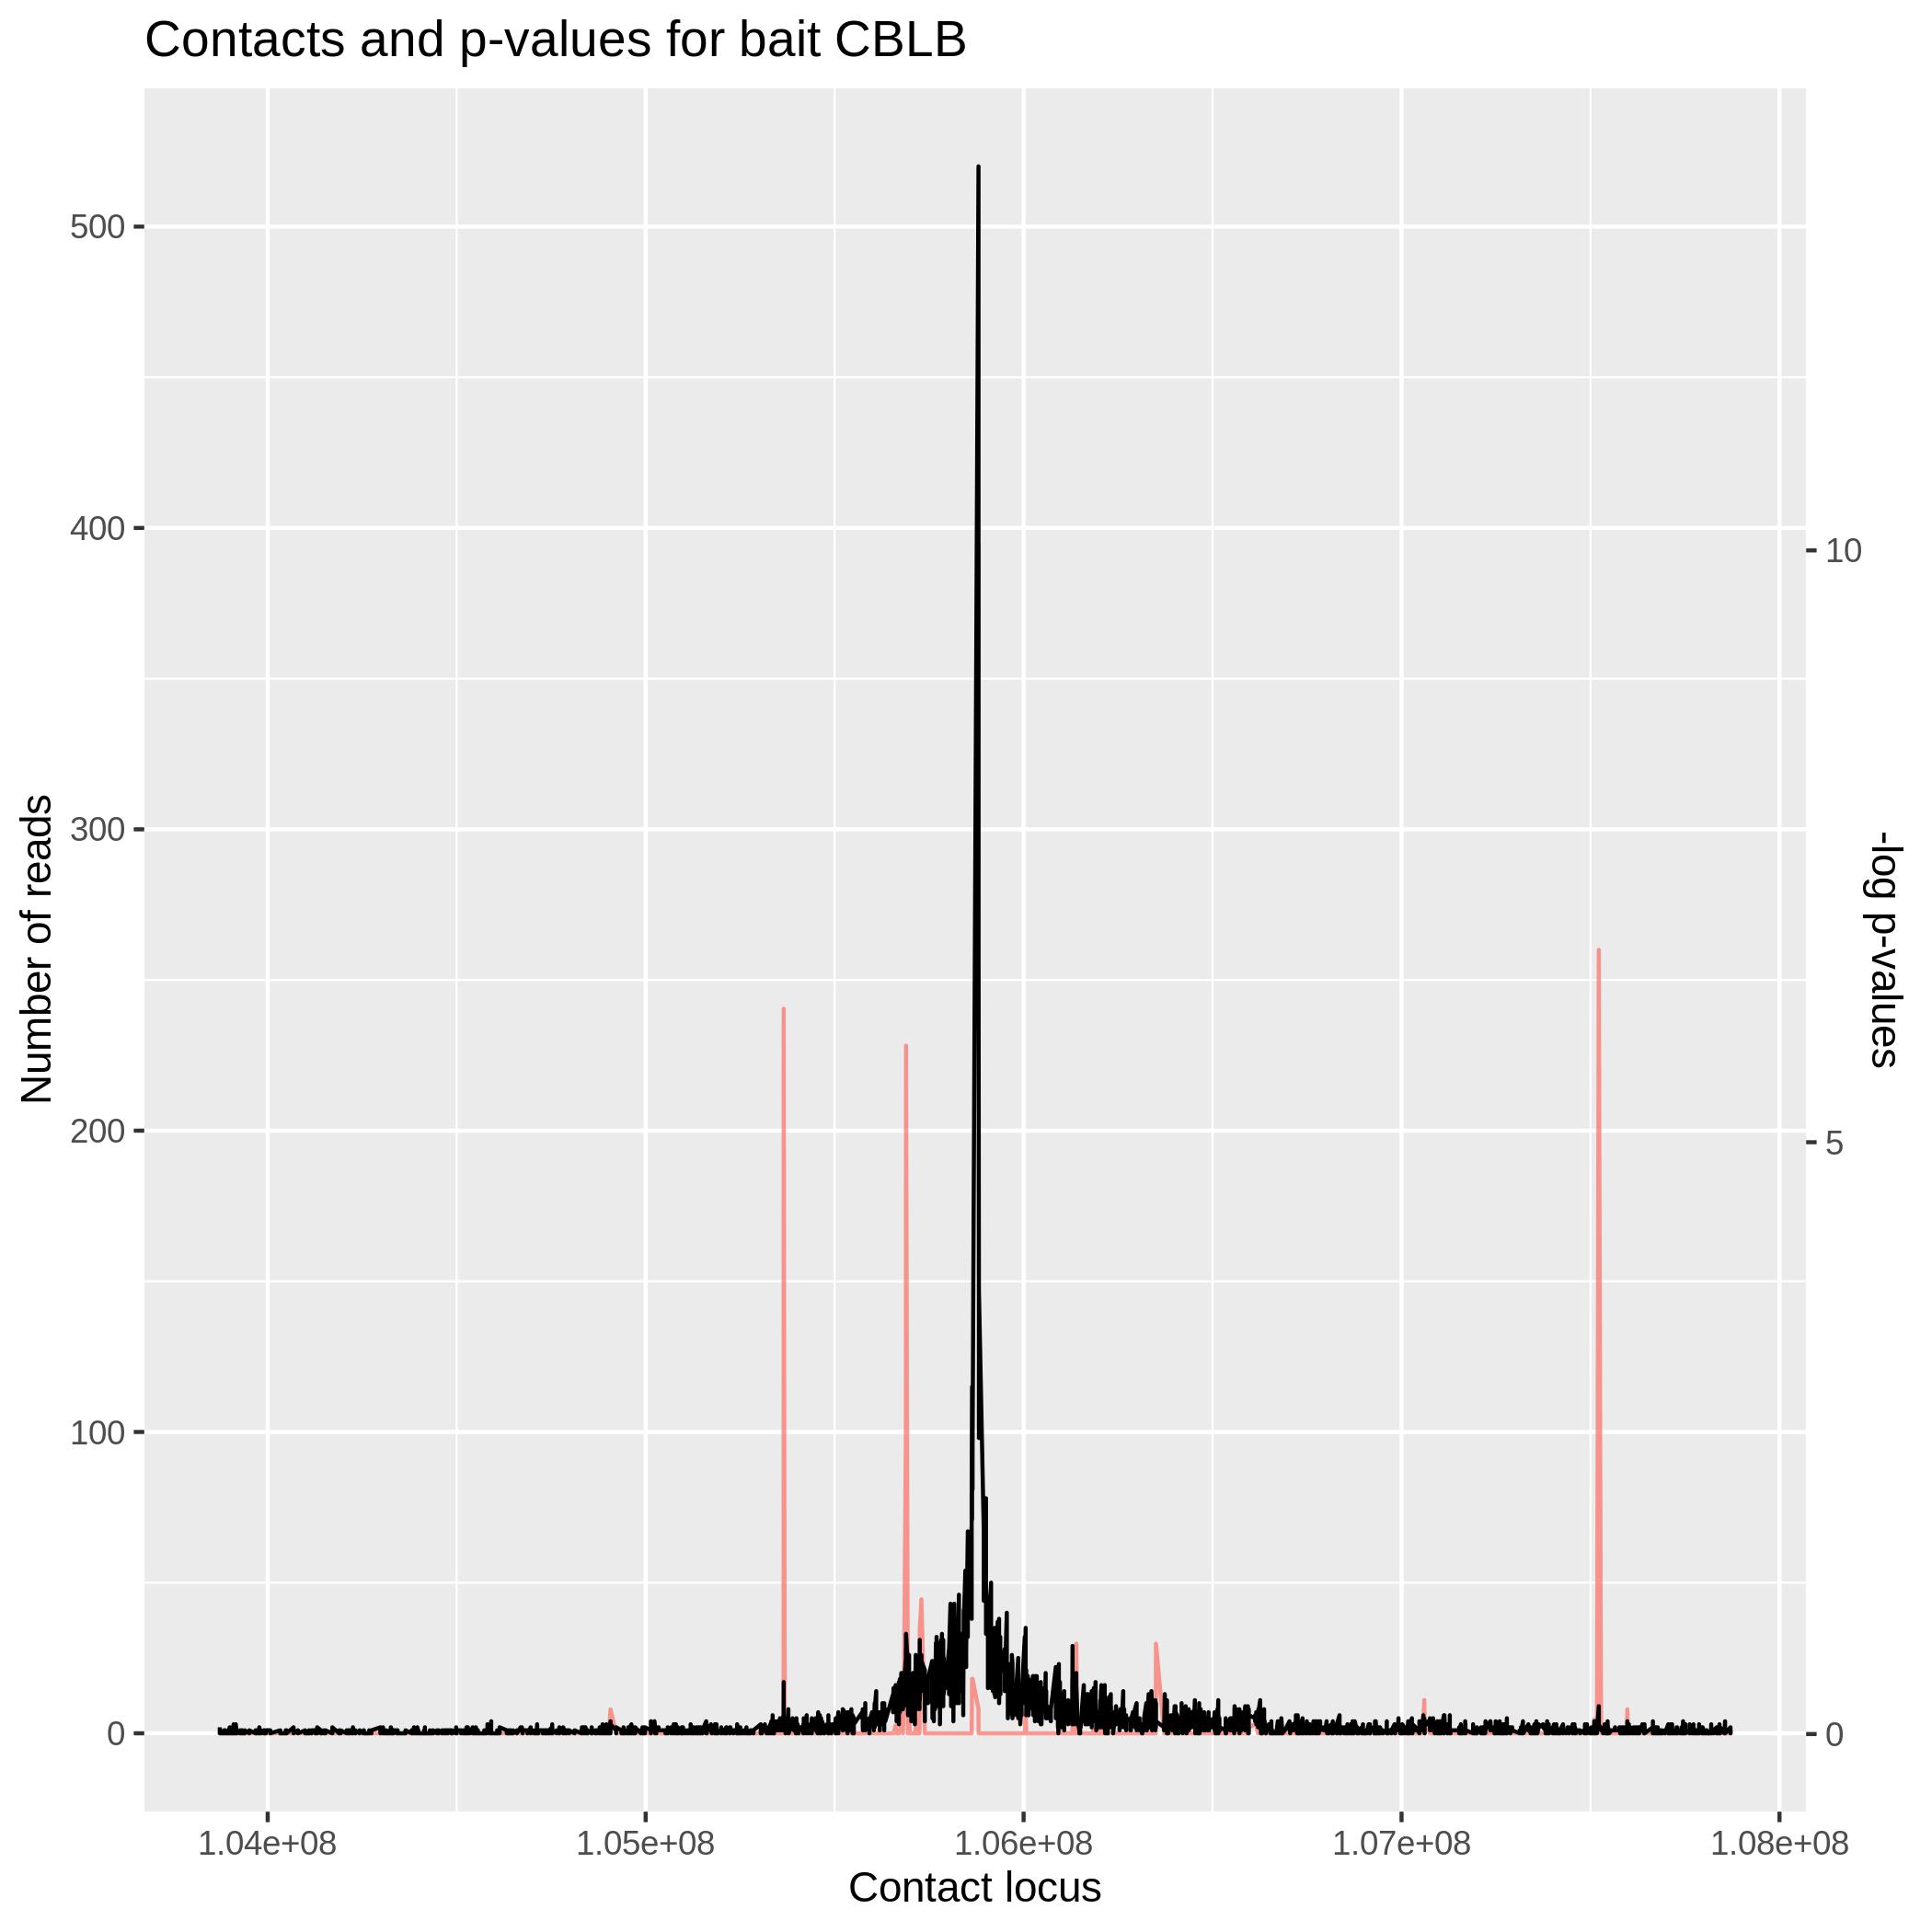 Contacts and p-values for bait CBLB
Number of reads
500
400
300
200
100
0
10
5
0
-log p-values
1.04e+08 1.05e+08 1.06e+08 1.07e+08 1.08e+08
Contact locus